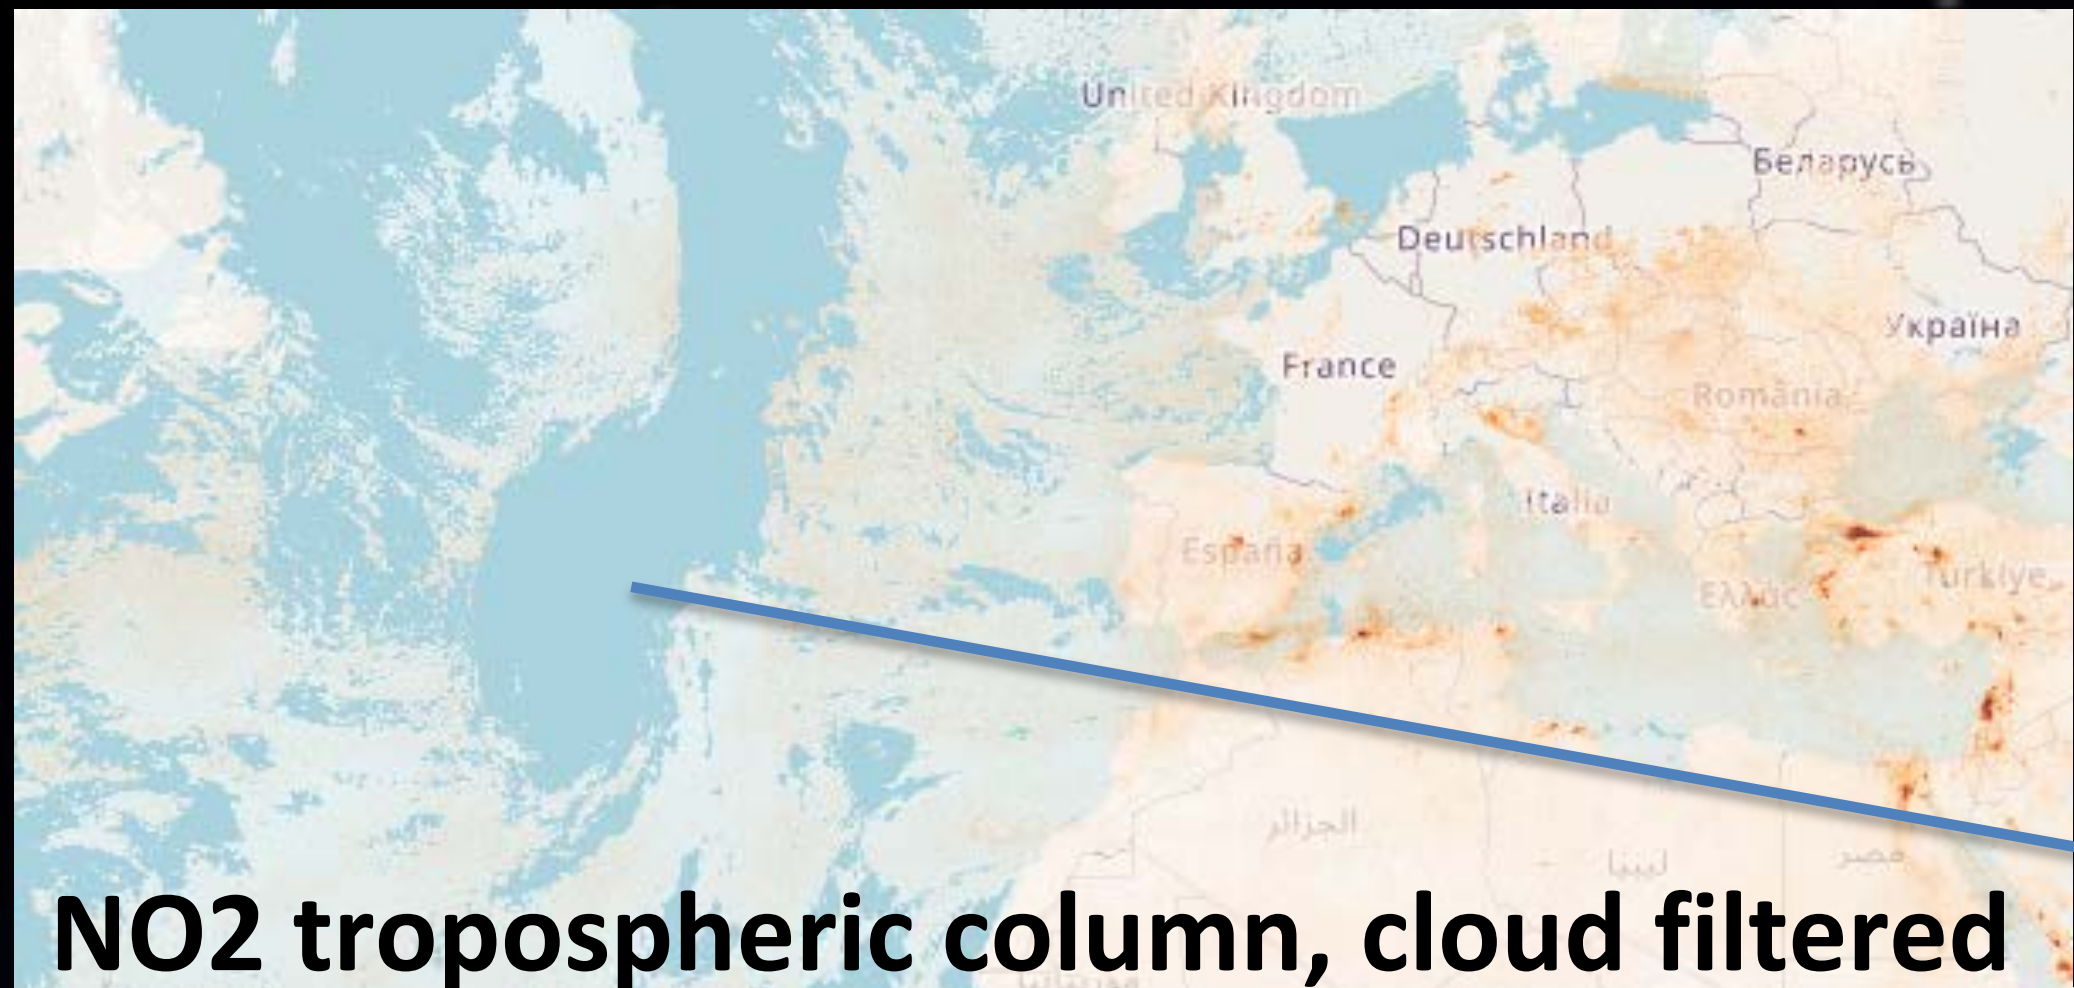 United Kingdom
Беларусь
Deutschland
Україна
France
România
Italia
España
Türkiye
Ελλάς
الجزائر
ليبيا
مصر
NO2 tropospheric column, cloud filtered